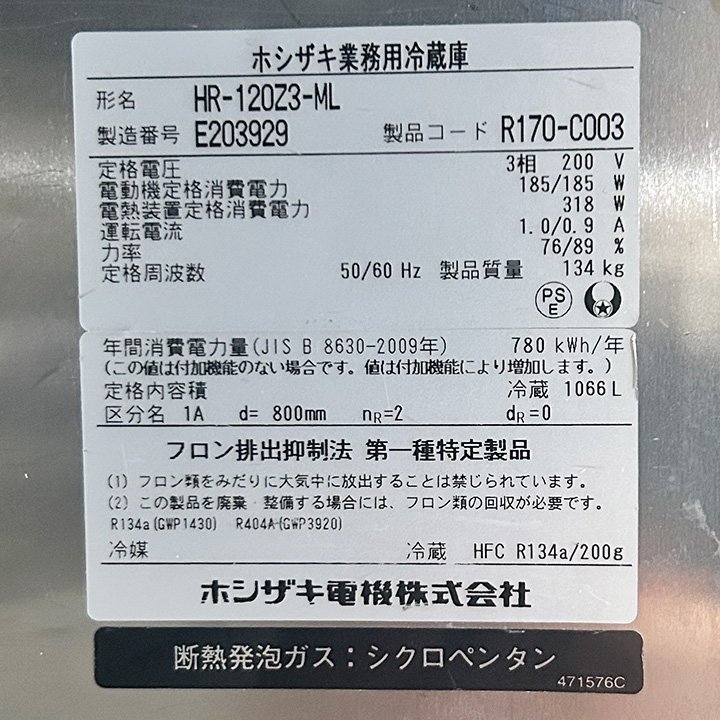 ホシザキ業務用冷蔵庫
形名 HR-120Z3-ML
製造番号 E203929 製品コード R170-C003
定格電圧 3相 200 V
電動機定格消費電力 185/185 W
電熱装置定格消費電力 318 W
運転電流 1.0/0.9 A
力率 76/89 %
定格周波数 50/60 Hz 製品質量 134 kg
PS E
年間消費電力量(JIS B 8630-2009年) 780 kWh/年
(この値は付加機能のない場合です。値は付加機能により増加します。)
定格内容積 冷蔵 1066 L
区分名 1A d= 800mm nR=2 dR=0
フロン排出抑制法 第一種特定製品
(1) フロン類をみだりに大気中に放出することは禁じられています。
(2) この製品を廃棄・整備する場合には、フロン類の回収が必要です。
R134a(GWP1430) R404A(GWP3920)
冷媒 冷蔵 HFC R134a/200g
ホシザキ電機株式会社
断熱発泡ガス：シクロペンタン
471576C